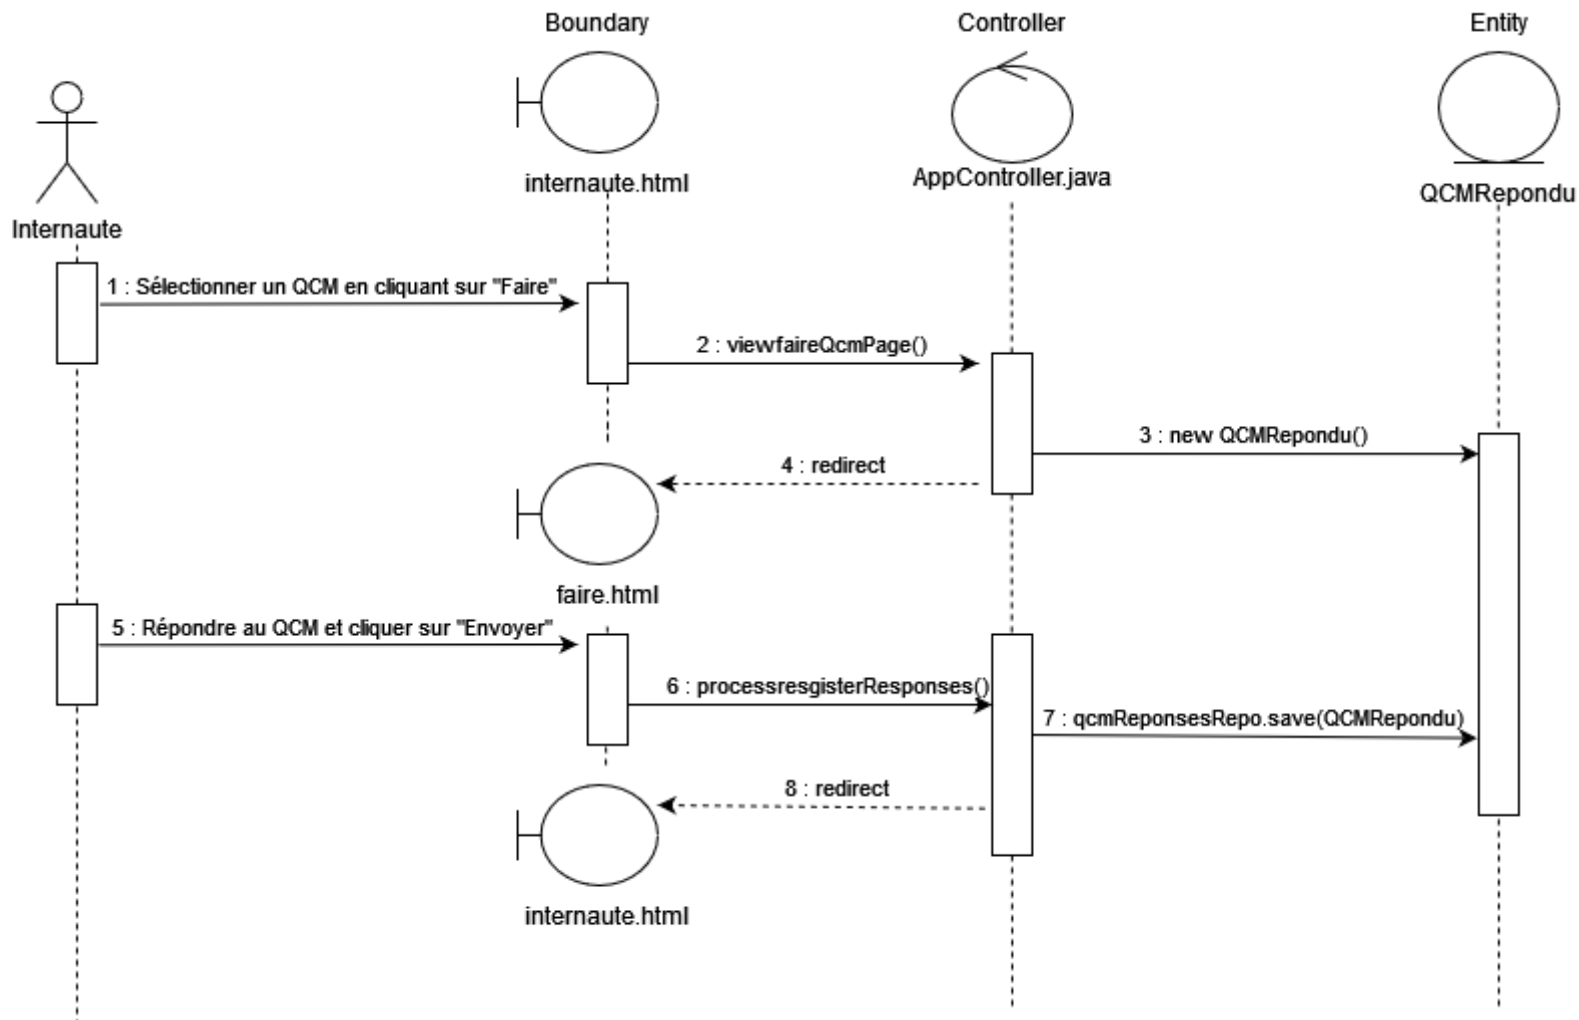 Boundary
Controller
Entity
internaute.html
AppController.java
QCMRepondu
Internaute
1 : Sélectionner un QCM en cliquant sur "Faire"
2 : viewfaireQcmPage()
3 : new QCMRepondu()
4 : redirect
faire.html
5 : Répondre au QCM et cliquer sur "Envoyer"
6 : processresgisterResponses()
7 : qcmReponsesRepo.save(QCMRepondu)
8 : redirect
internaute.html